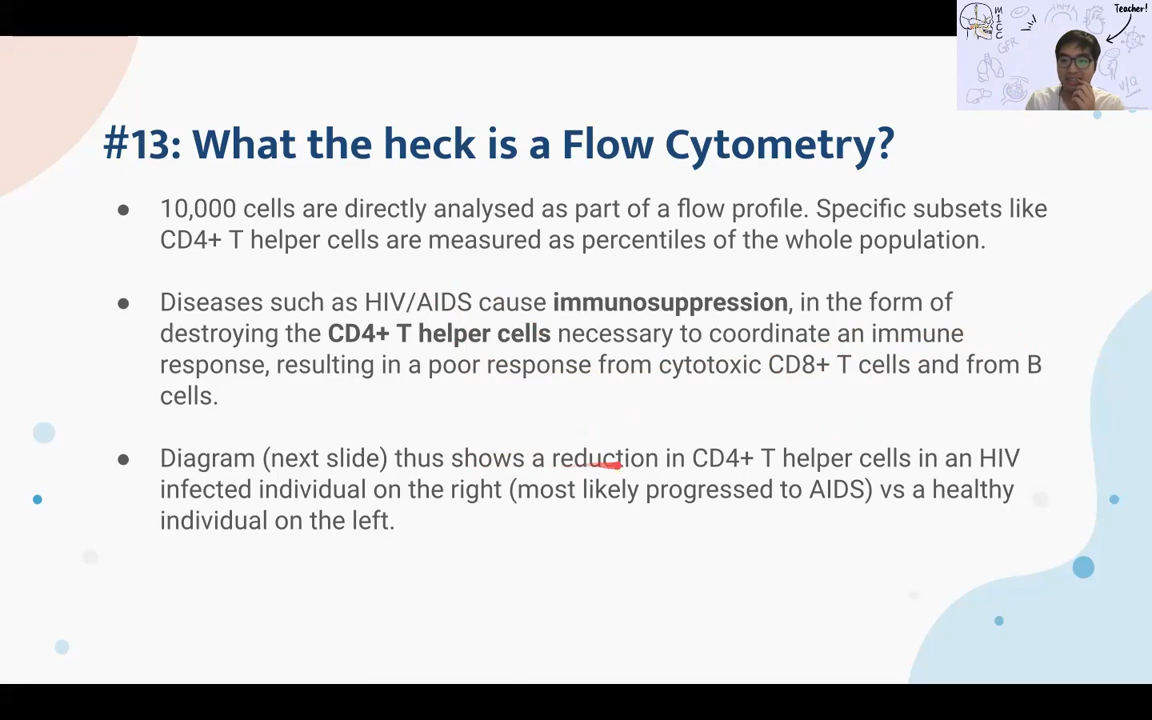 Teacher!
M
I
C
C
GFR
V/Q
#13: What the heck is a Flow Cytometry?
● 10,000 cells are directly analysed as part of a flow profile. Specific subsets like
CD4+ T helper cells are measured as percentiles of the whole population.
● Diseases such as HIV/AIDS cause immunosuppression, in the form of
destroying the CD4+ T helper cells necessary to coordinate an immune
response, resulting in a poor response from cytotoxic CD8+ T cells and from B
cells.
● Diagram (next slide) thus shows a reduction in CD4+ T helper cells in an HIV
infected individual on the right (most likely progressed to AIDS) vs a healthy
individual on the left.